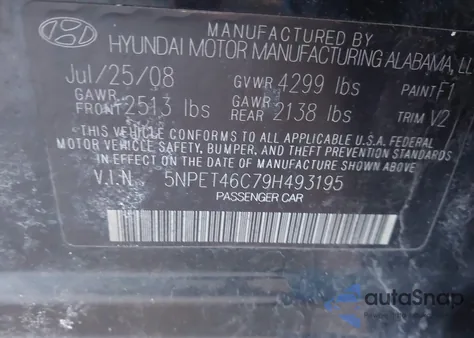 MANUFACTURED BY
HYUNDAI MOTOR MANUFACTURING ALABAMA, LL
Jul/25/08 GVWR 4299 lbs PAINT F1
GAWR FRONT 2513 lbs GAWR REAR 2138 lbs TRIM V2
THIS VEHICLE CONFORMS TO ALL APPLICABLE U.S.A. FEDERAL
MOTOR VEHICLE SAFETY, BUMPER, AND THEFT PREVENTION
STANDARDS IN EFFECT ON THE DATE OF MANUFACTURE SHOWN ABOVE.
V.I.N 5NPET46C79H493195
PASSENGER CAR
autoSnap